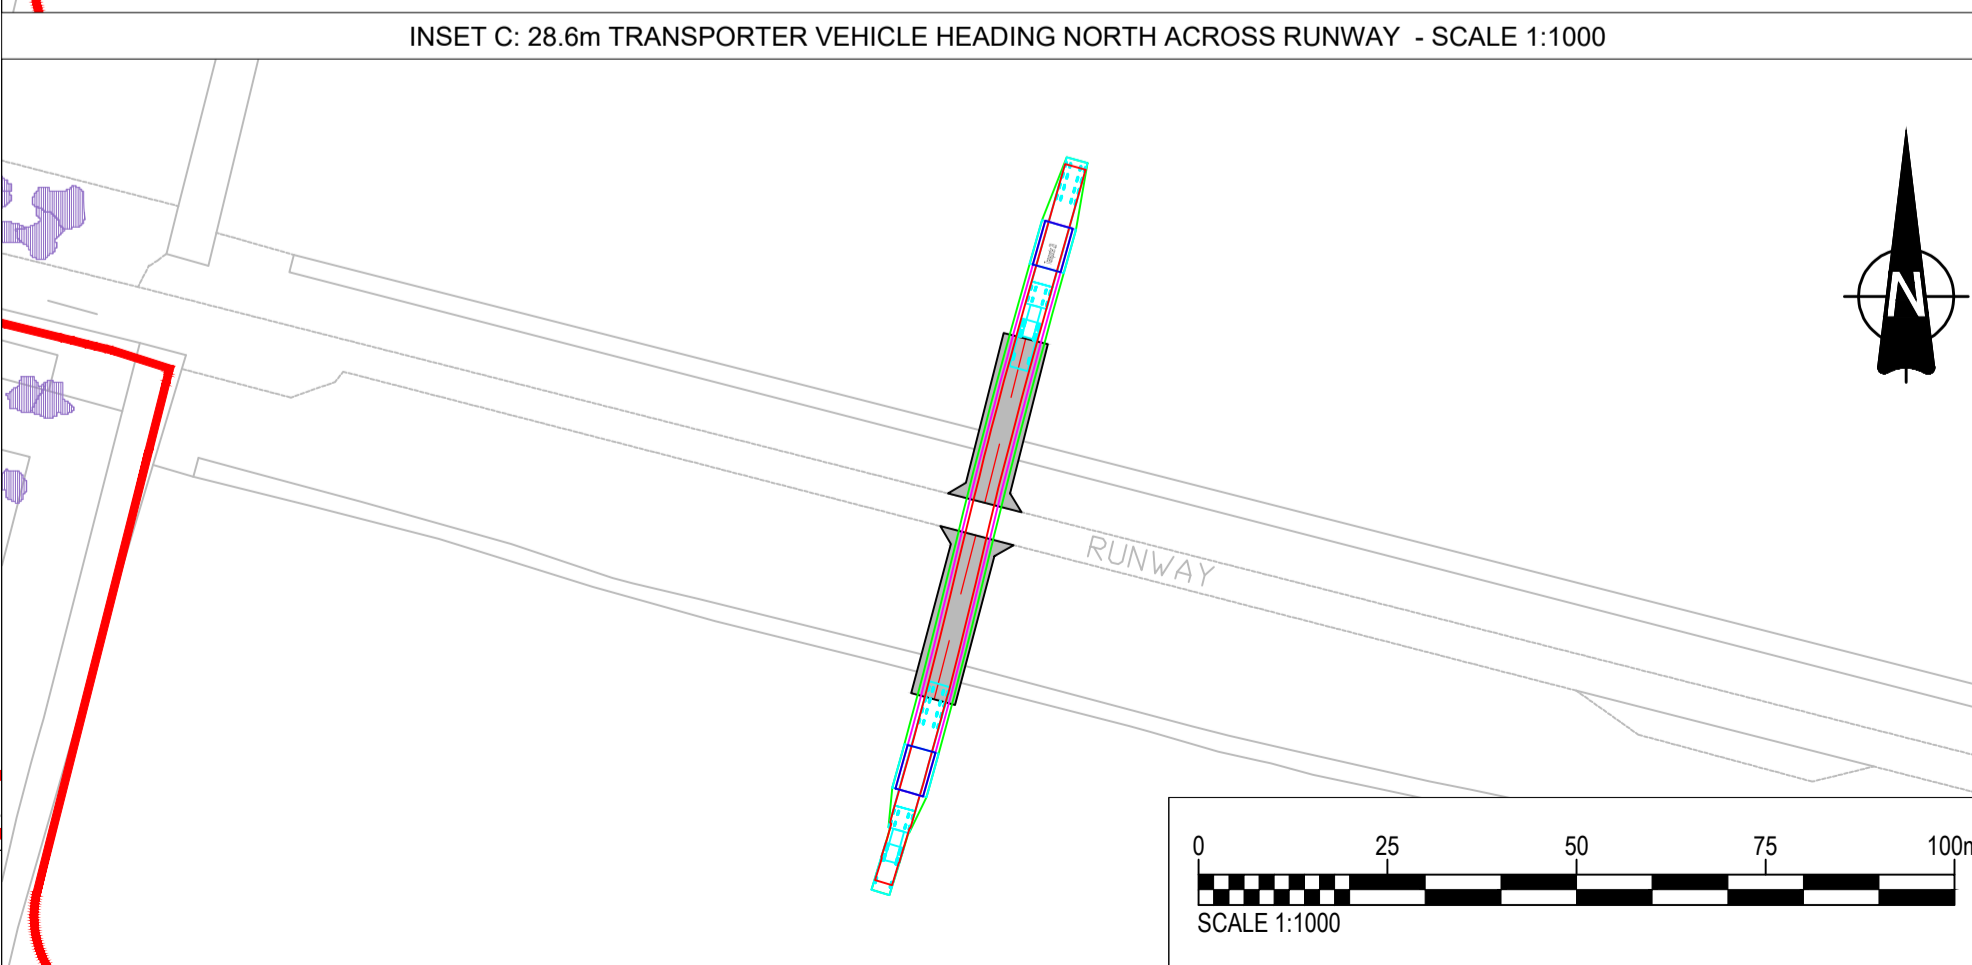 INSET C: 28.6m TRANSPORTER VEHICLE HEADING NORTH ACROSS RUNWAY - SCALE 1:1000
N
RUNWAY
0 25 50 75 100m
SCALE 1:1000